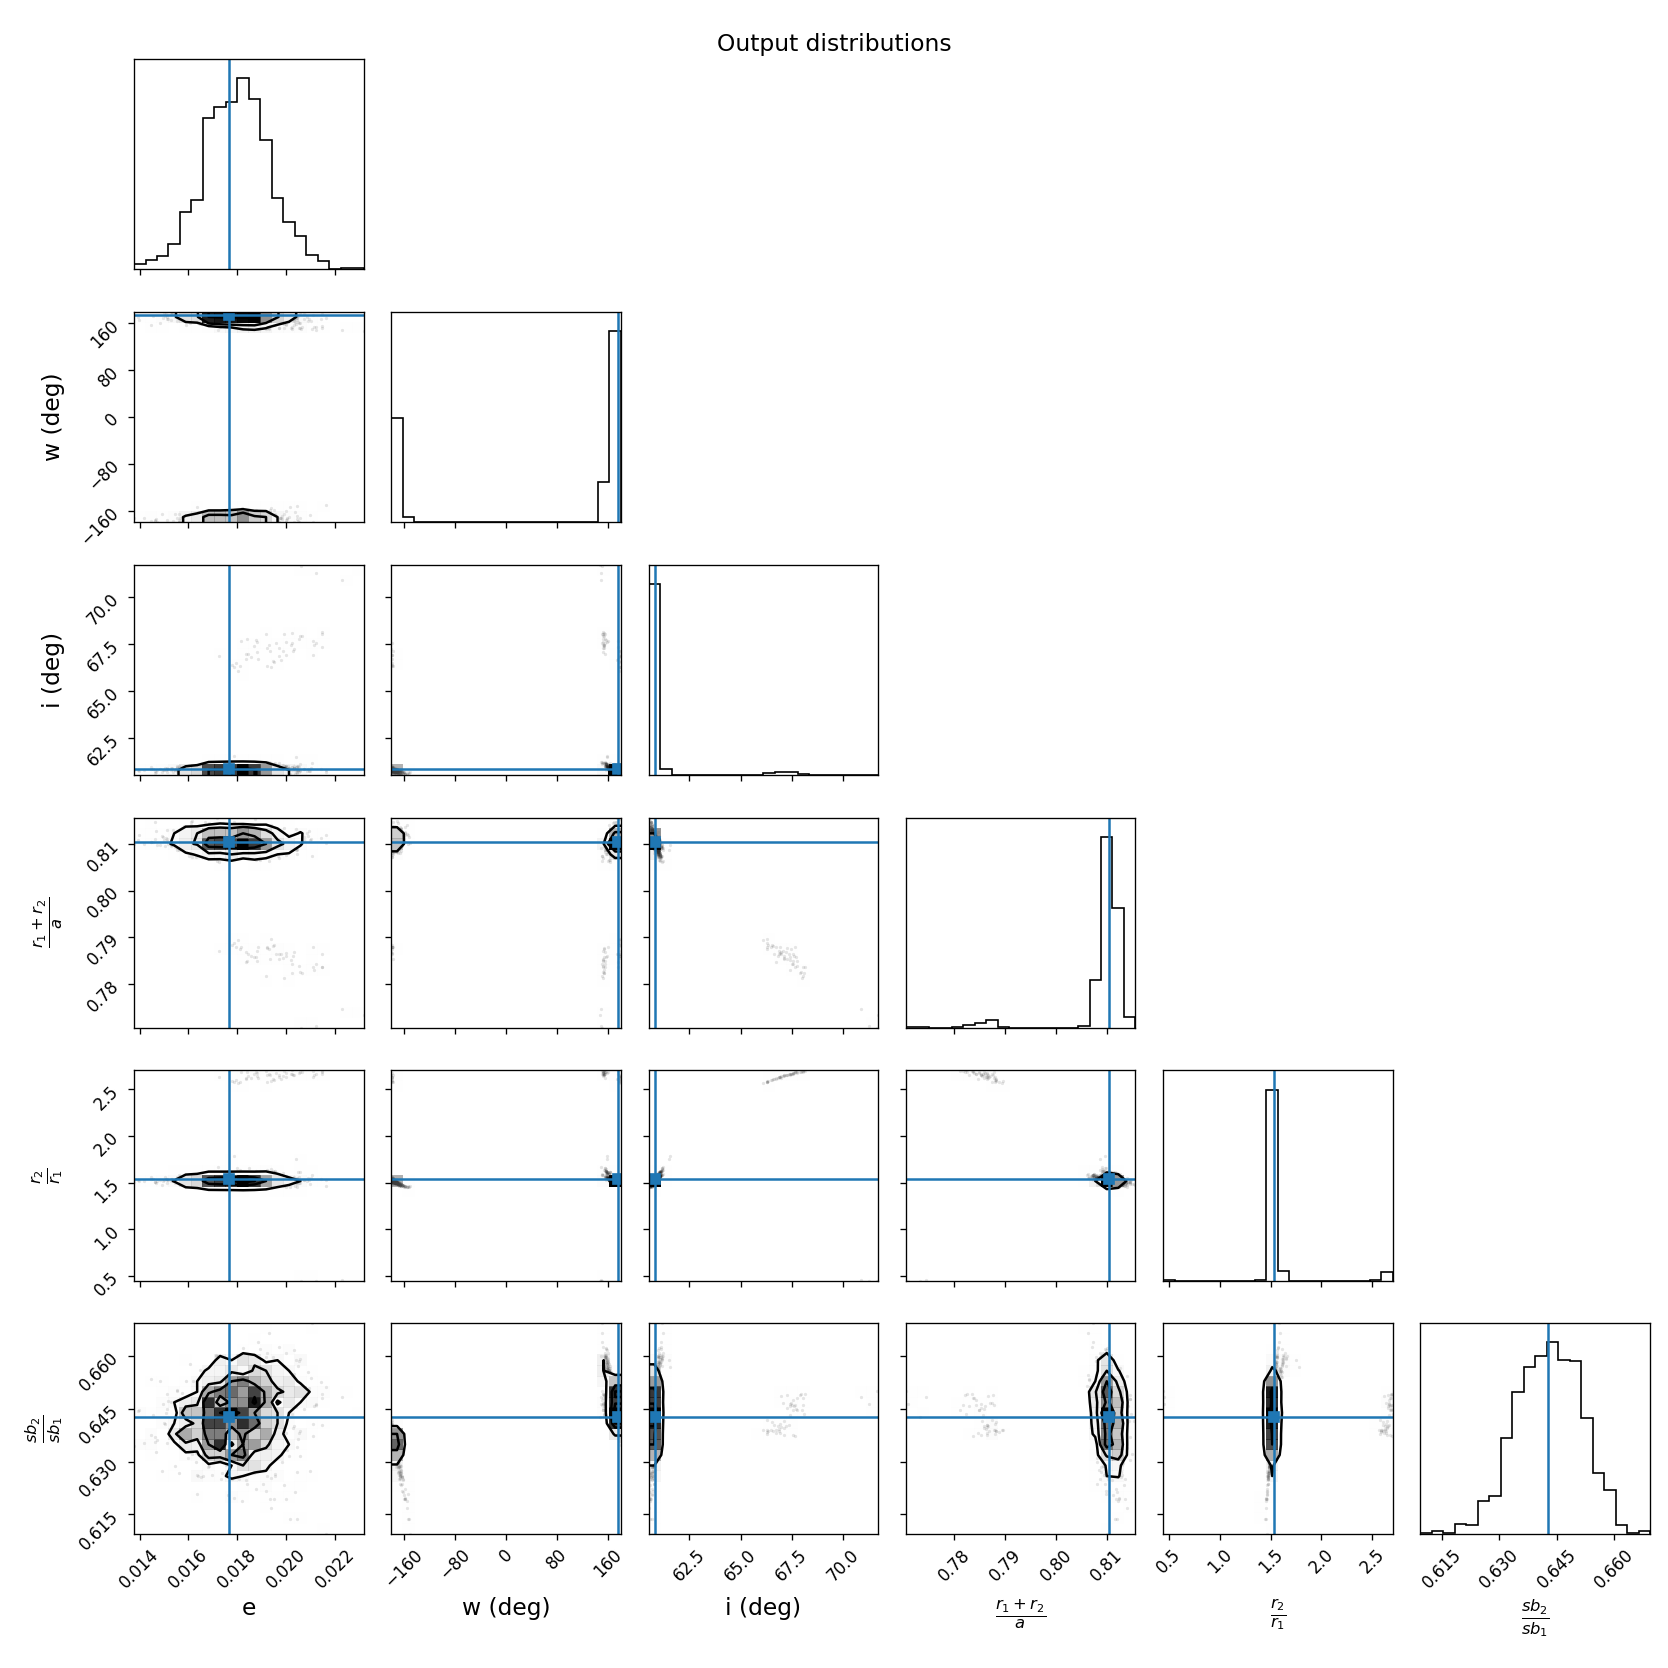 Output distributions
w (deg)
160
80
0
−80
−160
i (deg)
70.0
67.5
65.0
62.5
r₁ + r₂
a
0.81
0.80
0.79
0.78
r₂
r₁
2.5
2.0
1.5
1.0
0.5
sb₂
sb₁
0.660
0.645
0.630
0.615
0.014 0.016 0.018 0.020 0.022 −160 −80 0 80 160 62.5 65.0 67.5 70.0 0.78 0.79 0.80 0.81 0.5 1.0 1.5 2.0 2.5 0.615 0.630 0.645 0.660
e w (deg) i (deg)
r₁ + r₂
a
r₂
r₁
sb₂
sb₁